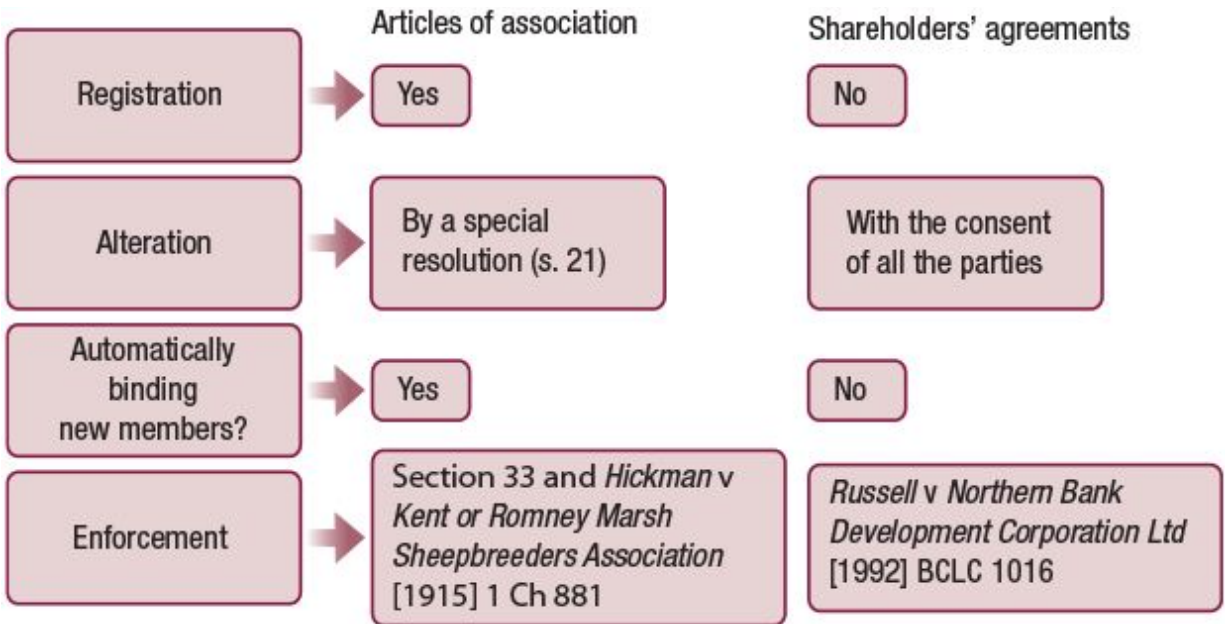 Articles of association
Shareholders' agreements
Registration
Yes
No
Alteration
By a special
resolution (s. 21)
With the consent
of all the parties
Automatically
binding
new members?
Yes
No
Enforcement
Section 33 and Hickman v
Kent or Romney Marsh
Sheepbreeders Association
[1915] 1 Ch 881
Russell v Northern Bank
Development Corporation Ltd
[1992] BCLC 1016